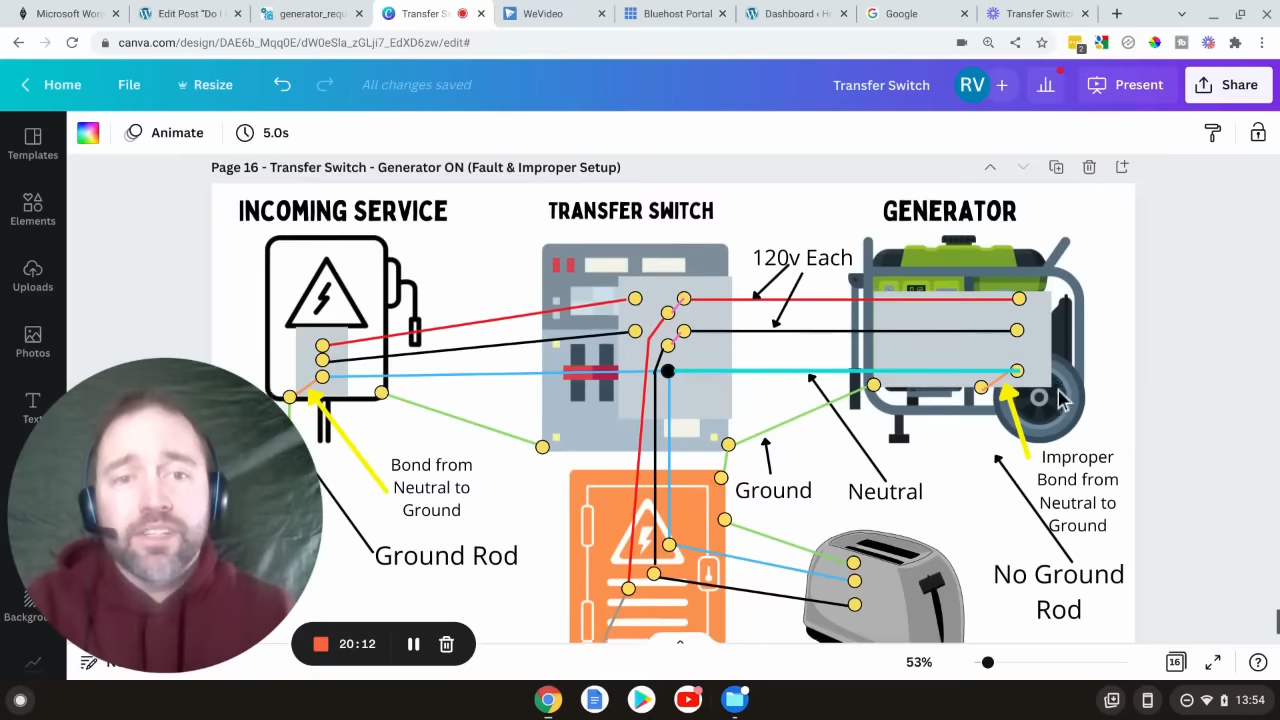 Microsoft Wor
Edit Post "Do I
generator_requ
Transfer S
WeVideo
Bluehost Portal
Dashboard ‹ H
Google
Transfer Switch
canva.com/design/DAE6b_Mqq0E/dW0eSla_zGLji7_EdXD6zw/edit#
2
Home
File
Resize
All changes saved
Transfer Switch
RV
Present
Share
Animate
5.0s
Templates
Elements
Uploads
Photos
Text
Backgro
Page 16 - Transfer Switch - Generator ON (Fault & Improper Setup)
INCOMING SERVICE
TRANSFER SWITCH
GENERATOR
120v Each
Bond from
Neutral to
Ground
Ground Rod
Ground
Neutral
Improper
Bond from
Neutral to
Ground
No Ground
Rod
20:12
53%
16
13:54